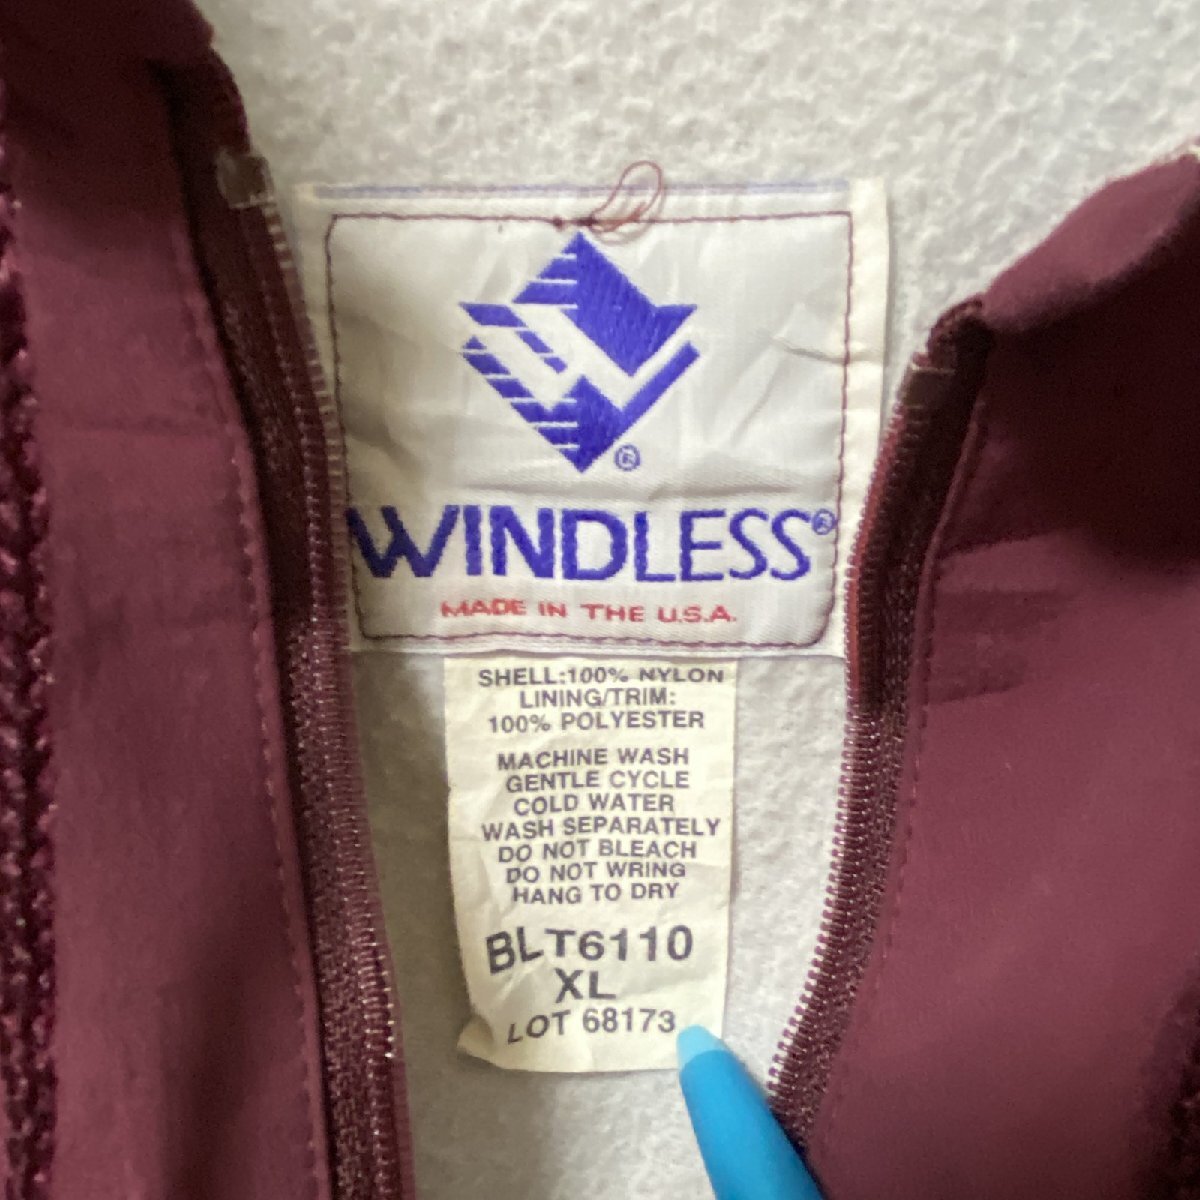 ®
WINDLESS®
MADE IN THE U.S.A.
SHELL:100% NYLON
LINING/TRIM:
100% POLYESTER
MACHINE WASH
GENTLE CYCLE
COLD WATER
WASH SEPARATELY
DO NOT BLEACH
DO NOT WRING
HANG TO DRY
BLT6110
XL
LOT 68173